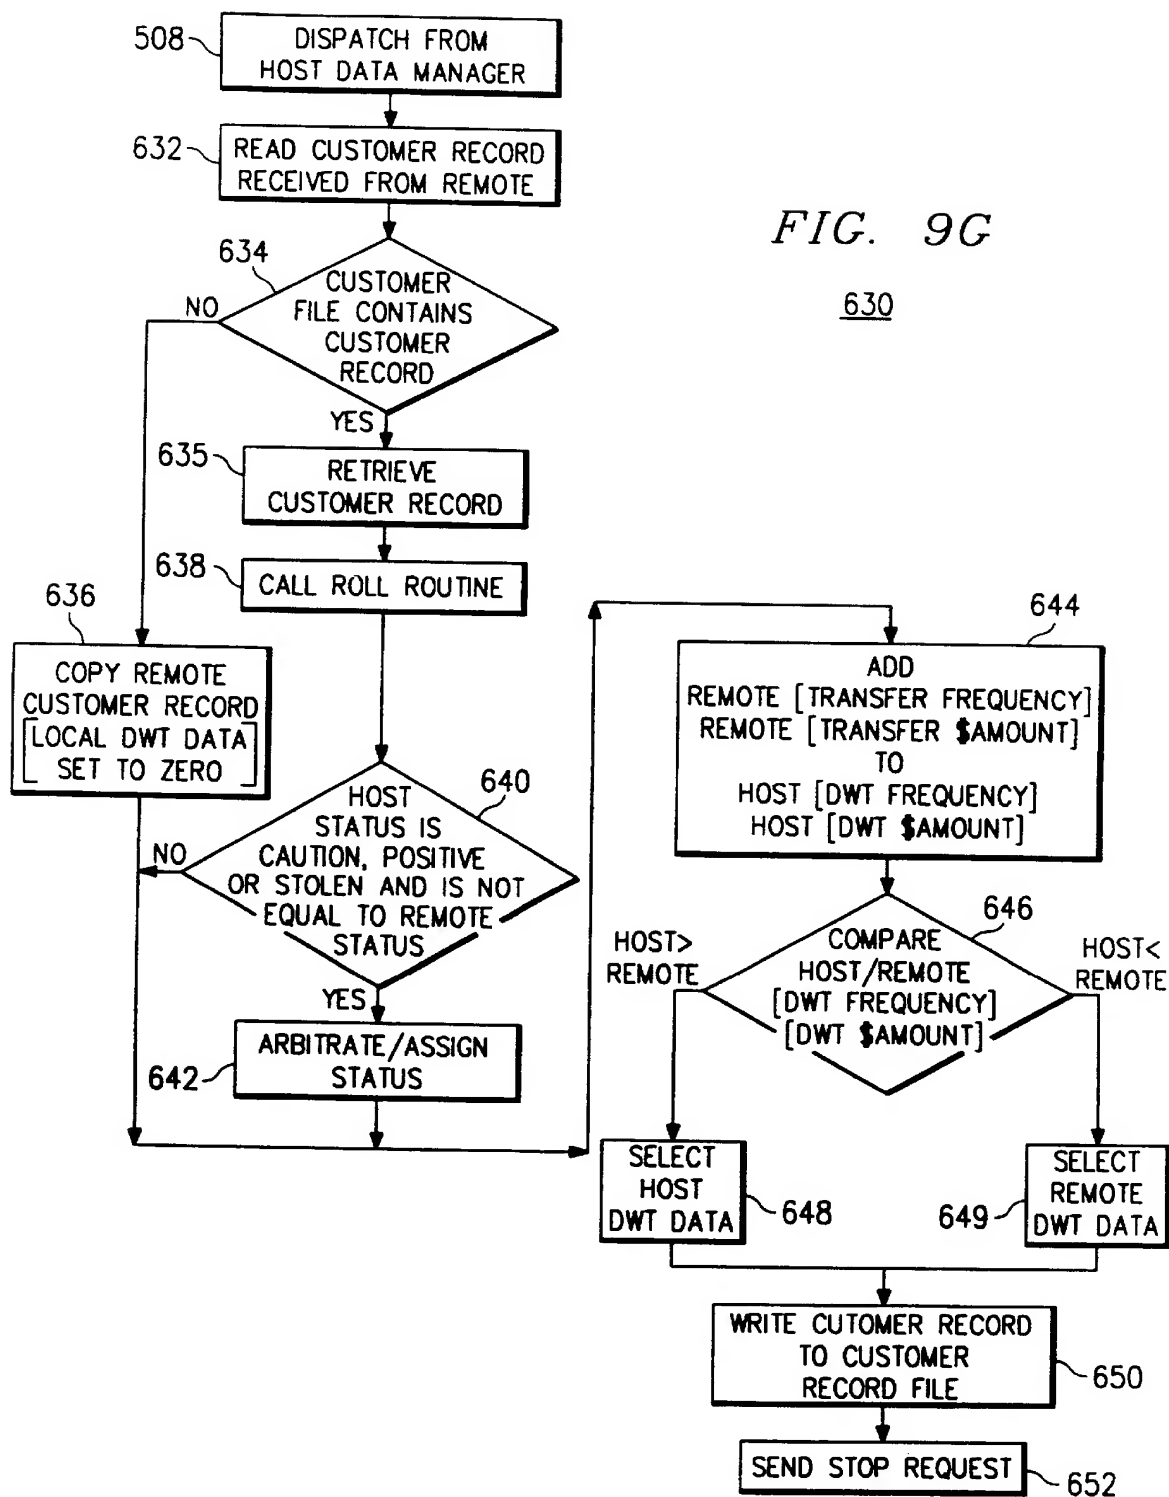 508
DISPATCH FROM
HOST DATA MANAGER
632
READ CUSTOMER RECORD
RECEIVED FROM REMOTE
FIG. 9G
630
634
CUSTOMER
FILE CONTAINS
CUSTOMER
RECORD
NO
YES
635
RETRIEVE
CUSTOMER RECORD
638
CALL ROLL ROUTINE
636
COPY REMOTE
CUSTOMER RECORD
[LOCAL DWT DATA
SET TO ZERO]
640
HOST
STATUS IS
CAUTION, POSITIVE
OR STOLEN AND IS NOT
EQUAL TO REMOTE
STATUS
NO
YES
642
ARBITRATE/ASSIGN
STATUS
644
ADD
REMOTE [TRANSFER FREQUENCY]
REMOTE [TRANSFER $AMOUNT]
TO
HOST [DWT FREQUENCY]
HOST [DWT $AMOUNT]
646
COMPARE
HOST/REMOTE
[DWT FREQUENCY]
[DWT $AMOUNT]
HOST>
REMOTE
HOST<
REMOTE
SELECT
HOST
DWT DATA
648
649
SELECT
REMOTE
DWT DATA
WRITE CUTOMER RECORD
TO CUSTOMER
RECORD FILE
650
SEND STOP REQUEST
652